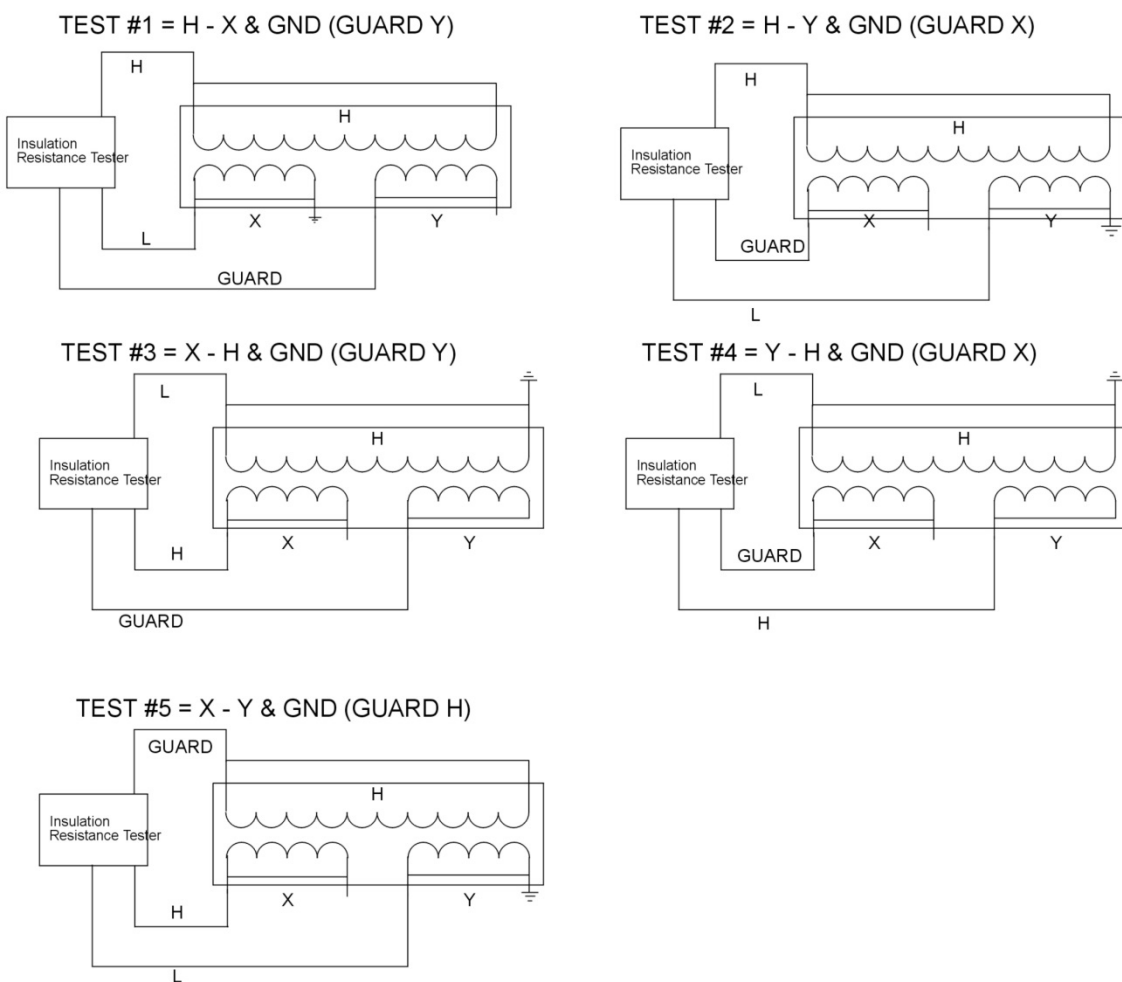 TEST #1 = H - X & GND (GUARD Y)
H
H
Insulation
Resistance Tester
X
Y
L
GUARD
TEST #2 = H - Y & GND (GUARD X)
H
H
Insulation
Resistance Tester
X
Y
GUARD
L
TEST #3 = X - H & GND (GUARD Y)
L
H
Insulation
Resistance Tester
X
Y
H
GUARD
TEST #4 = Y - H & GND (GUARD X)
L
H
Insulation
Resistance Tester
X
Y
GUARD
H
TEST #5 = X - Y & GND (GUARD H)
GUARD
H
Insulation
Resistance Tester
X
Y
H
L